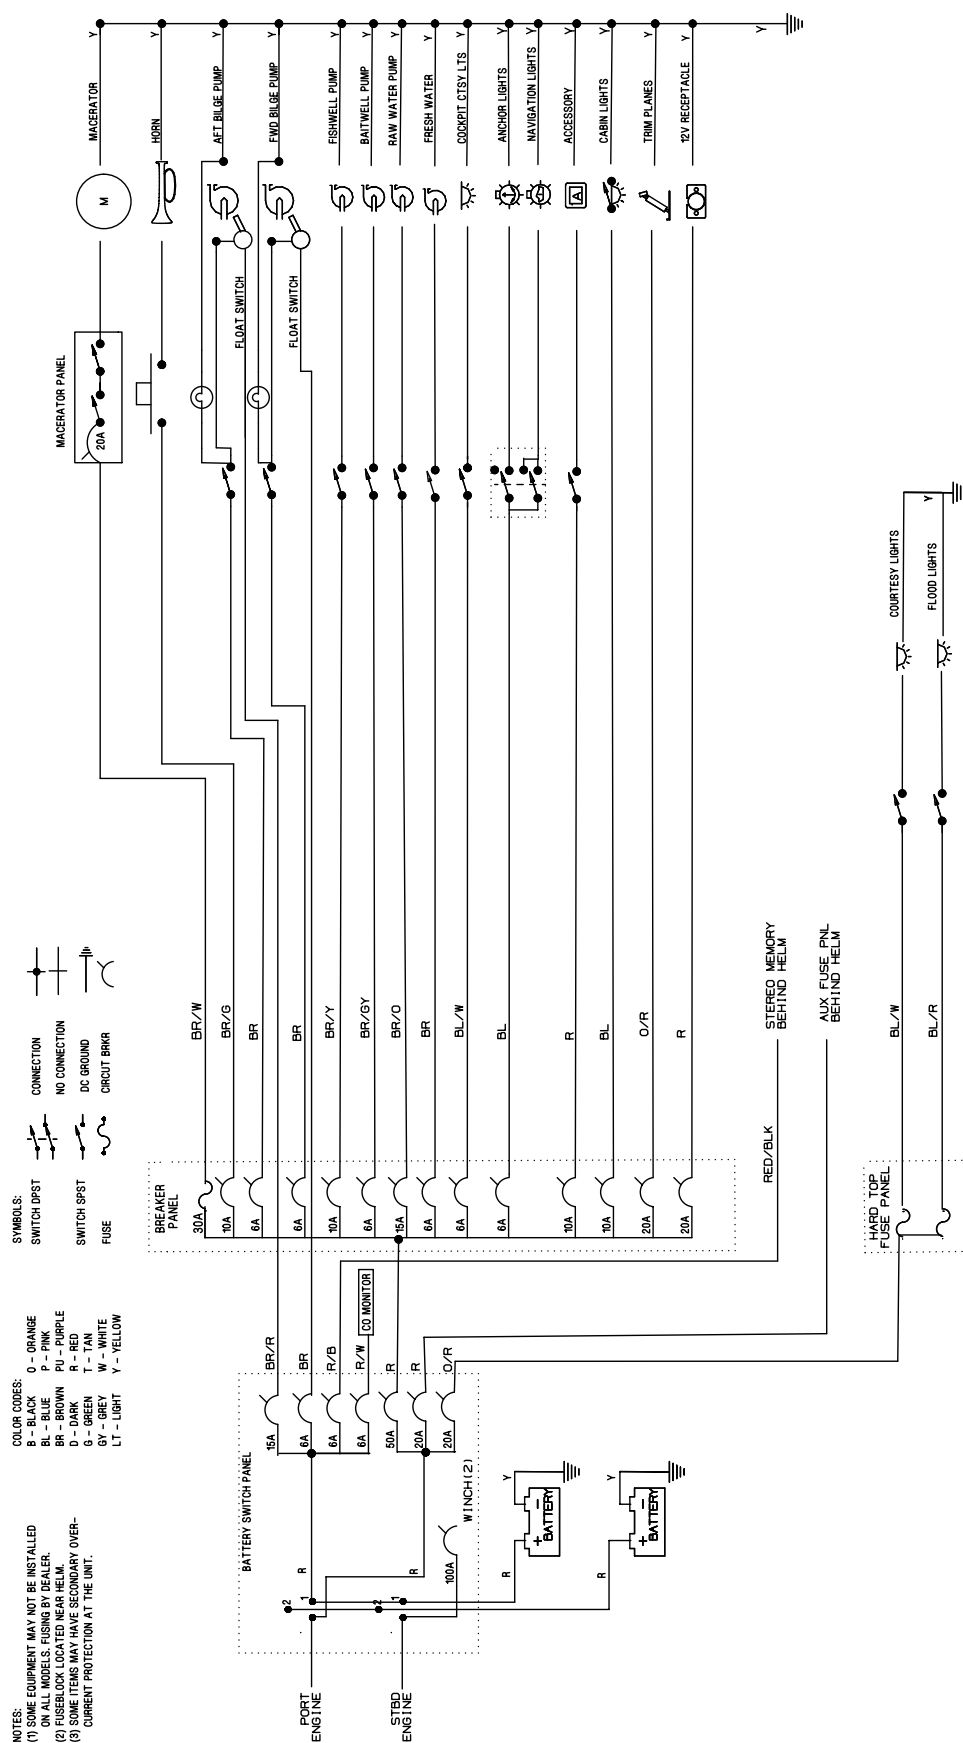 NOTES:
(1) SOME EQUIPMENT MAY NOT BE INSTALLED
ON ALL MODELS. FUSING BY DEALER.
(2) FUSEBLOCK LOCATED NEAR HELM.
(3) SOME ITEMS MAY HAVE SECONDARY OVER-
CURRENT PROTECTION AT THE UNIT.
COLOR CODES:
B - BLACK O - ORANGE
BL - BLUE P - PINK
BR - BROWN PU - PURPLE
D - DARK R - RED
G - GREEN T - TAN
GY - GREY W - WHITE
LT - LIGHT Y - YELLOW
SYMBOLS:
SWITCH DPST
SWITCH SPST
FUSE
CONNECTION
NO CONNECTION
DC GROUND
CIRCUT BRKR
MACERATOR PANEL
20A
M
MACERATOR
Y
HORN
Y
AFT BILGE PUMP
Y
FWD BILGE PUMP
Y
FISHWELL PUMP
Y
BAITWELL PUMP
Y
RAW WATER PUMP
Y
FRESH WATER
Y
COCKPIT CTSY LTS
Y
ANCHOR LIGHTS
Y
NAVIGATION LIGHTS
Y
ACCESSORY
Y
CABIN LIGHTS
Y
TRIM PLANES
Y
12V RECEPTACLE
Y
Y
A
FLOAT SWITCH
FLOAT SWITCH
BREAKER
PANEL
30A
BR/W
10A
BR/G
6A
BR
6A
BR
10A
BR/Y
6A
BR/GY
15A
BR/O
6A
BR
6A
BL/W
6A
BL
10A
R
10A
BL
20A
O/R
20A
R
RED/BLK
STEREO MEMORY
BEHIND HELM
AUX FUSE PNL
BEHIND HELM
HARD TOP
FUSE PANEL
BL/W
BL/R
COURTESY LIGHTS
FLOOD LIGHTS
Y
BATTERY SWITCH PANEL
15A
BR/R
6A
BR
6A
R/B
6A
R/W
CO MONITOR
50A
R
20A
R
20A
O/R
R
R
100A
WINCH(2)
2
1
2
1
PORT
ENGINE
STBD
ENGINE
R
Y
+ -
BATTERY
R
Y
+ -
BATTERY